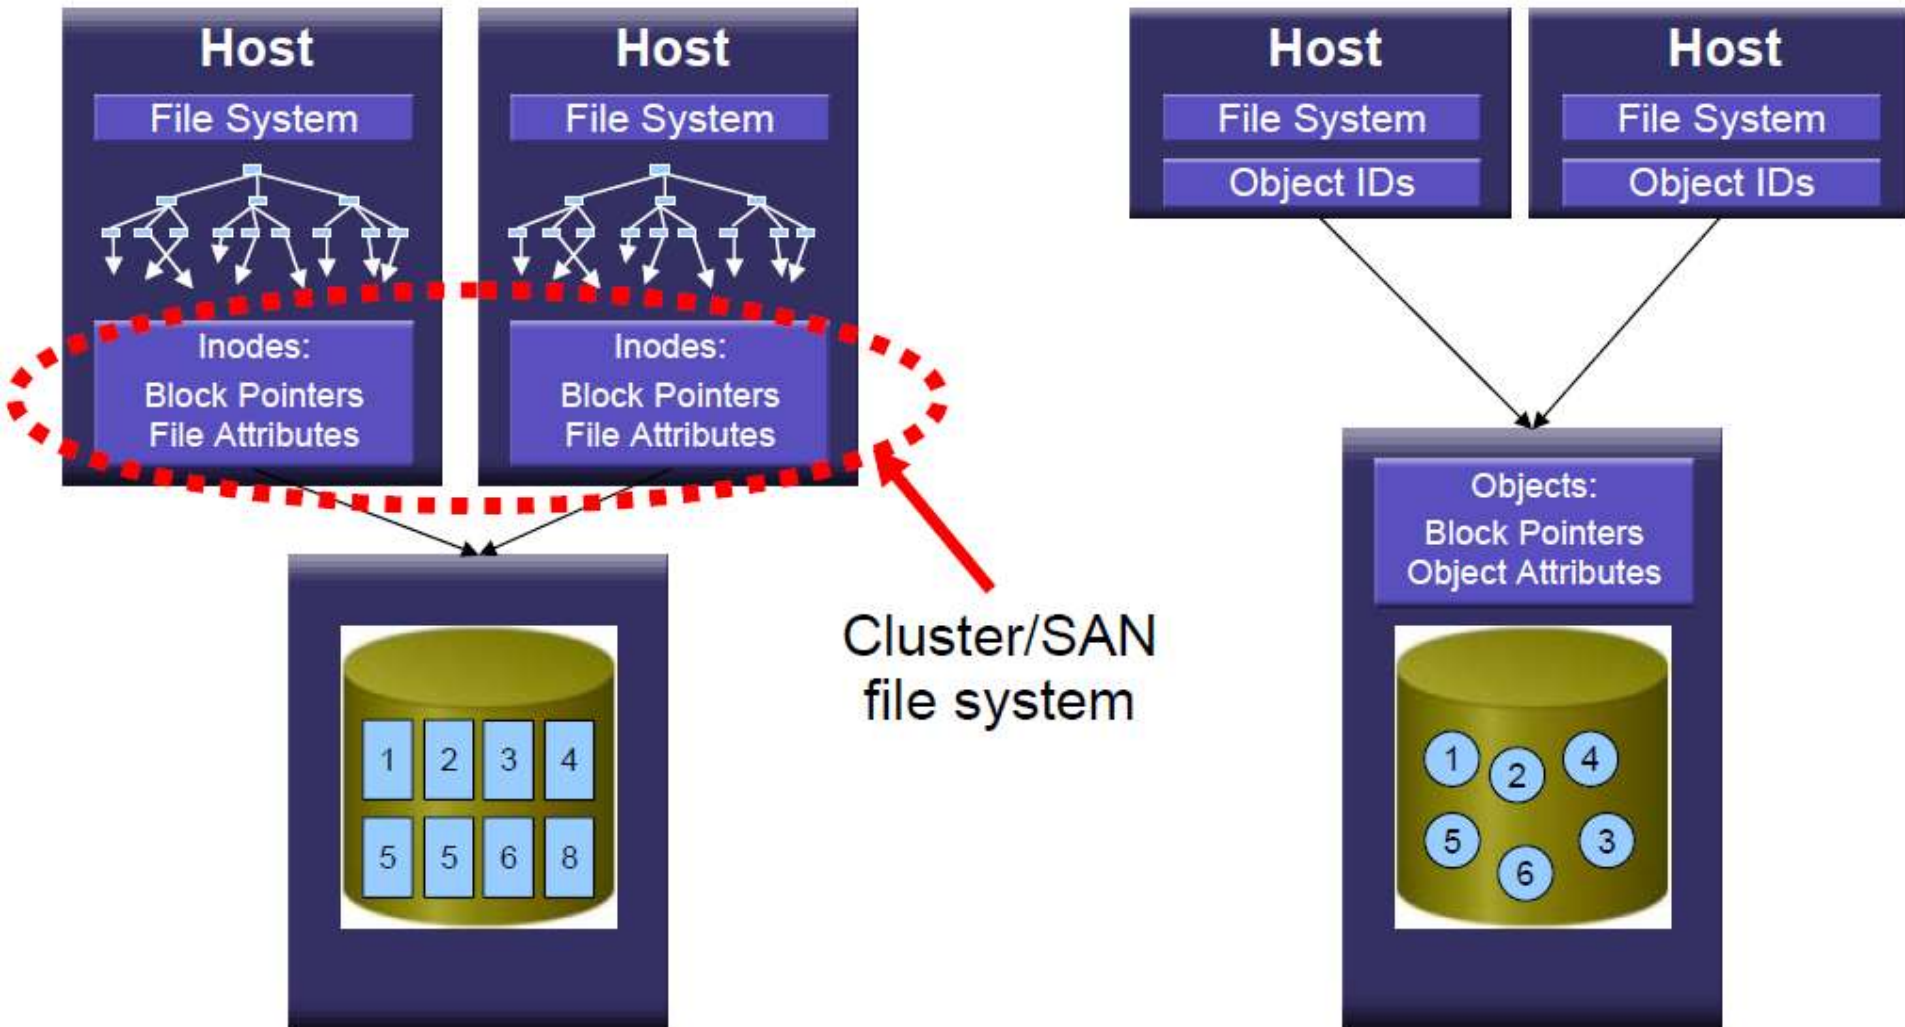 Host
File System
Inodes:
Block Pointers
File Attributes
Host
File System
Inodes:
Block Pointers
File Attributes
1 2 3 4
5 5 6 8
Cluster/SAN
file system
Host
File System
Object IDs
Host
File System
Object IDs
Objects:
Block Pointers
Object Attributes
1 2 4
5 6 3